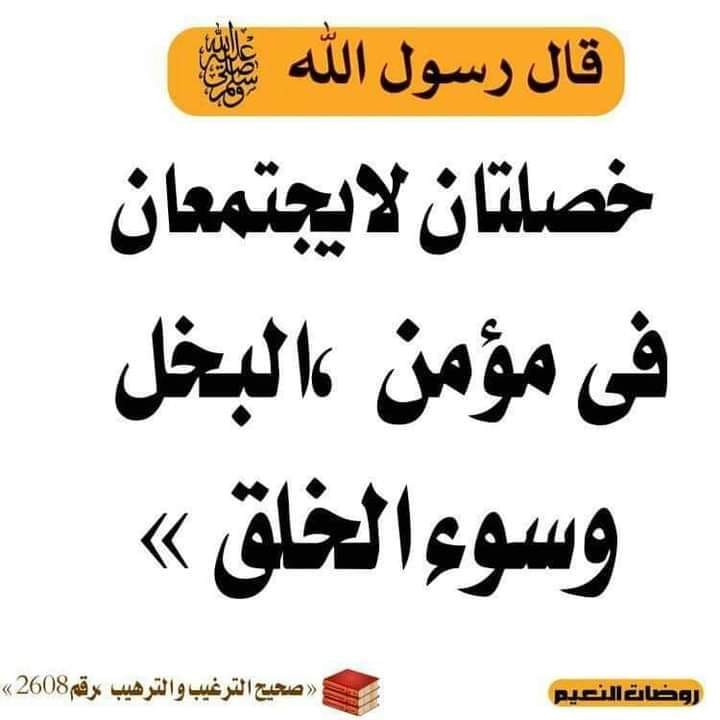 قال رسول الله ﷺ
خصلتان لايجتمعان
فى مؤمن ،البخل
وسوء الخلق »
« صحيح الترغيب والترهيب ،رقم 2608 »
روضات النعيم